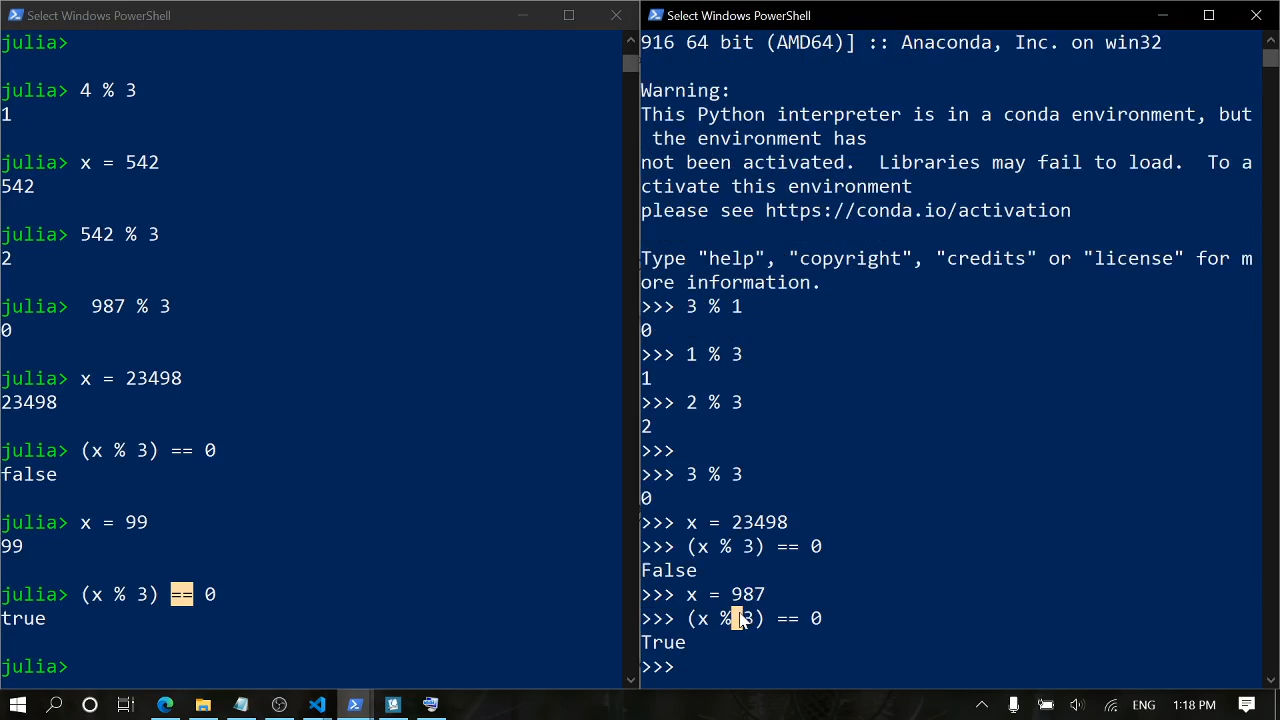 Select Windows PowerShell
julia>
julia> 4 % 3
1
julia> x = 542
542
julia> 542 % 3
2
julia>  987 % 3
0
julia> x = 23498
23498
julia> (x % 3) == 0
false
julia> x = 99
99
julia> (x % 3) == 0
true
julia>
Select Windows PowerShell
916 64 bit (AMD64)] :: Anaconda, Inc. on win32
Warning:
This Python interpreter is in a conda environment, but
 the environment has
not been activated.  Libraries may fail to load.  To a
ctivate this environment
please see https://conda.io/activation
Type "help", "copyright", "credits" or "license" for m
ore information.
>>> 3 % 1
0
>>> 1 % 3
1
>>> 2 % 3
2
>>>
>>> 3 % 3
0
>>> x = 23498
>>> (x % 3) == 0
False
>>> x = 987
>>> (x % 3) == 0
True
>>>
ENG
1:18 PM